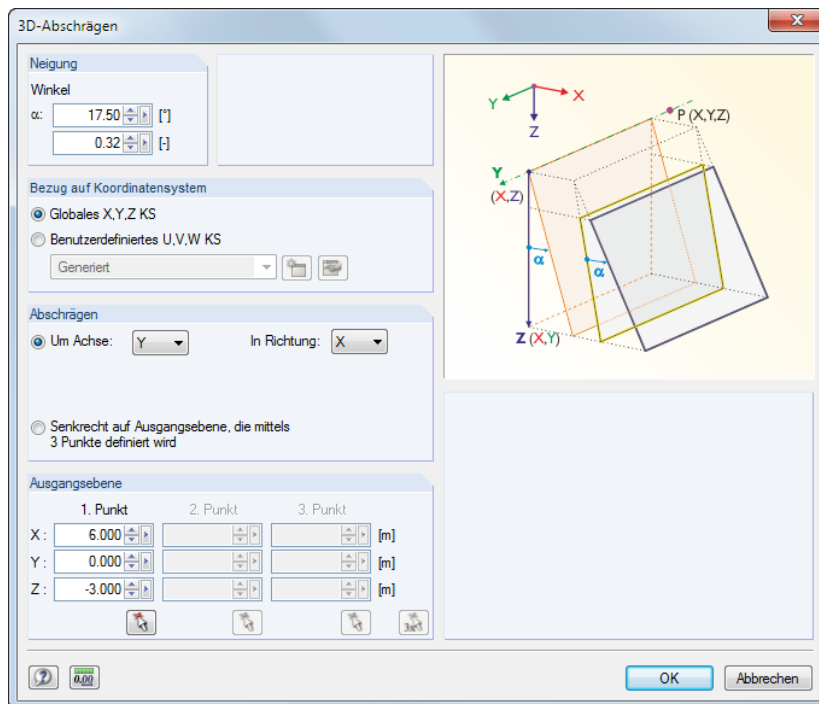 3D-Abschrägen
Neigung
Winkel
α: 17.50 [°]
0.32 [-]
Bezug auf Koordinatensystem
Globales X,Y,Z KS
Benutzerdefiniertes U,V,W KS
Generiert
Abschrägen
Um Achse: Y In Richtung: X
Senkrecht auf Ausgangsebene, die mittels
3 Punkte definiert wird
Ausgangsebene
1. Punkt 2. Punkt 3. Punkt
X : 6.000 [m]
Y : 0.000 [m]
Z : -3.000 [m]
3x
Y X
Z
P (X,Y,Z)
Y
(X,Z)
α α
Z (X,Y)
0.00
OK Abbrechen